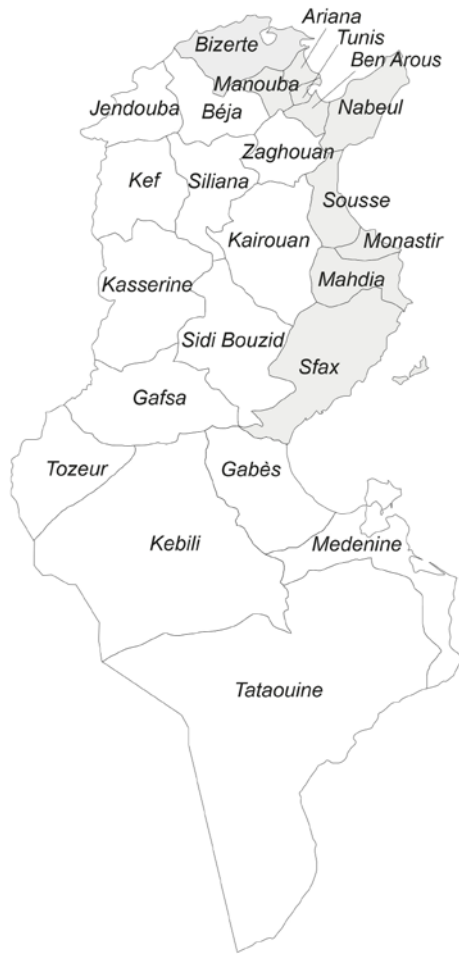 Ariana
Tunis
Bizerte
Ben Arous
Manouba
Nabeul
Jendouba
Béja
Zaghouan
Kef
Siliana
Sousse
Kairouan
Monastir
Mahdia
Kasserine
Sidi Bouzid
Sfax
Gafsa
Tozeur
Gabès
Kebili
Medenine
Tataouine